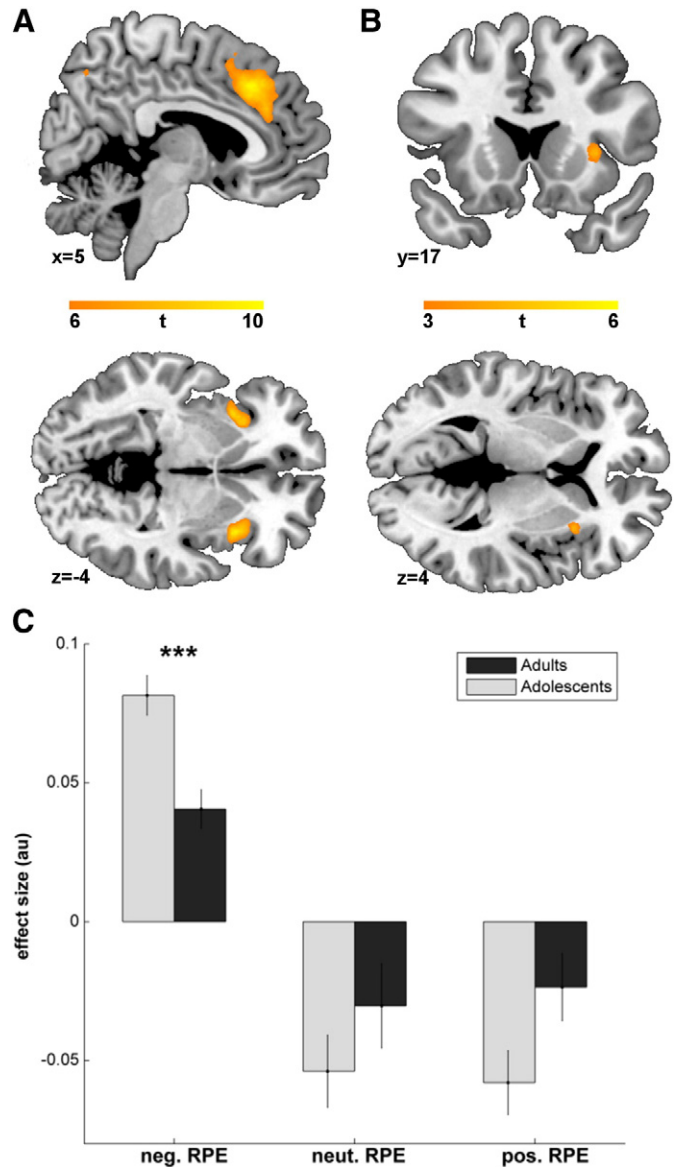 A
B
x=5
y=17
6 t 10
3 t 6
z=-4
z=4
C
0.1
0.05
0
-0.05
effect size (au)
***
Adults
Adolescents
neg. RPE
neut. RPE
pos. RPE